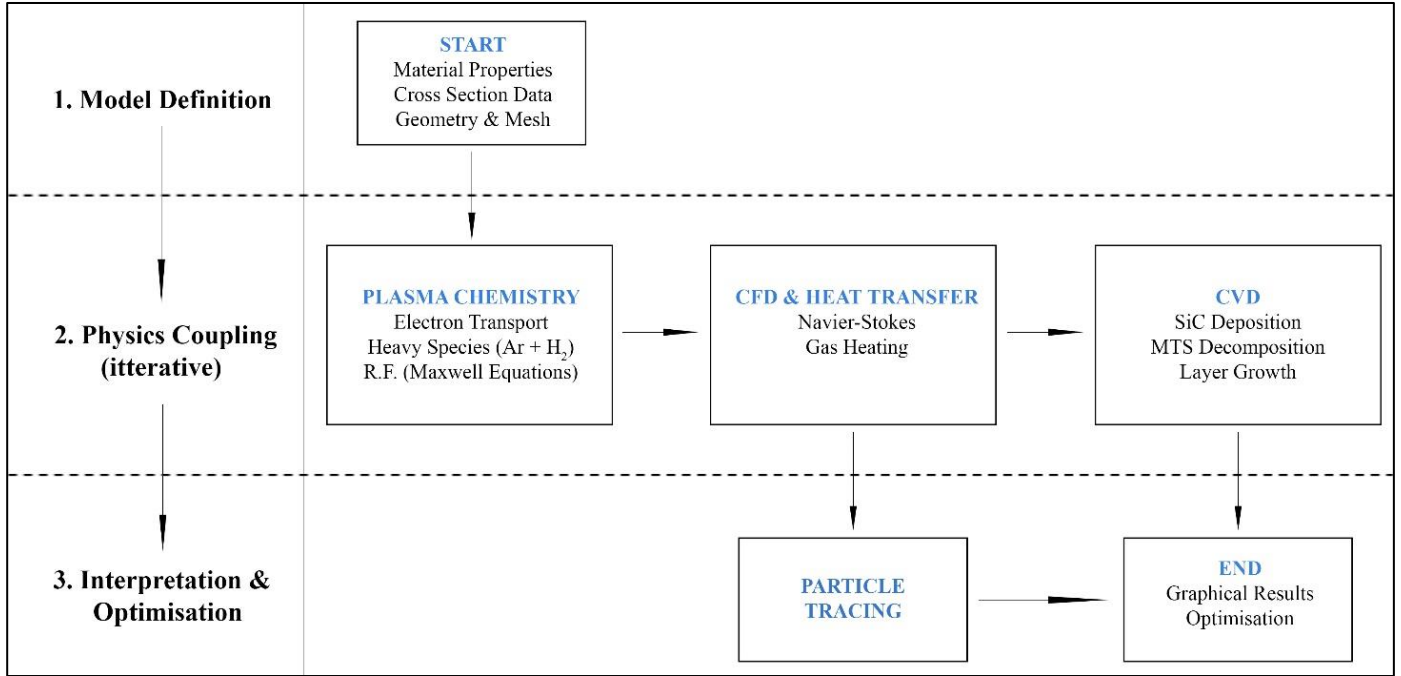 1. Model Definition
START
Material Properties
Cross Section Data
Geometry & Mesh
2. Physics Coupling
(itterative)
PLASMA CHEMISTRY
Electron Transport
Heavy Species (Ar + H₂)
R.F. (Maxwell Equations)
CFD & HEAT TRANSFER
Navier-Stokes
Gas Heating
CVD
SiC Deposition
MTS Decomposition
Layer Growth
3. Interpretation &
Optimisation
PARTICLE
TRACING
END
Graphical Results
Optimisation